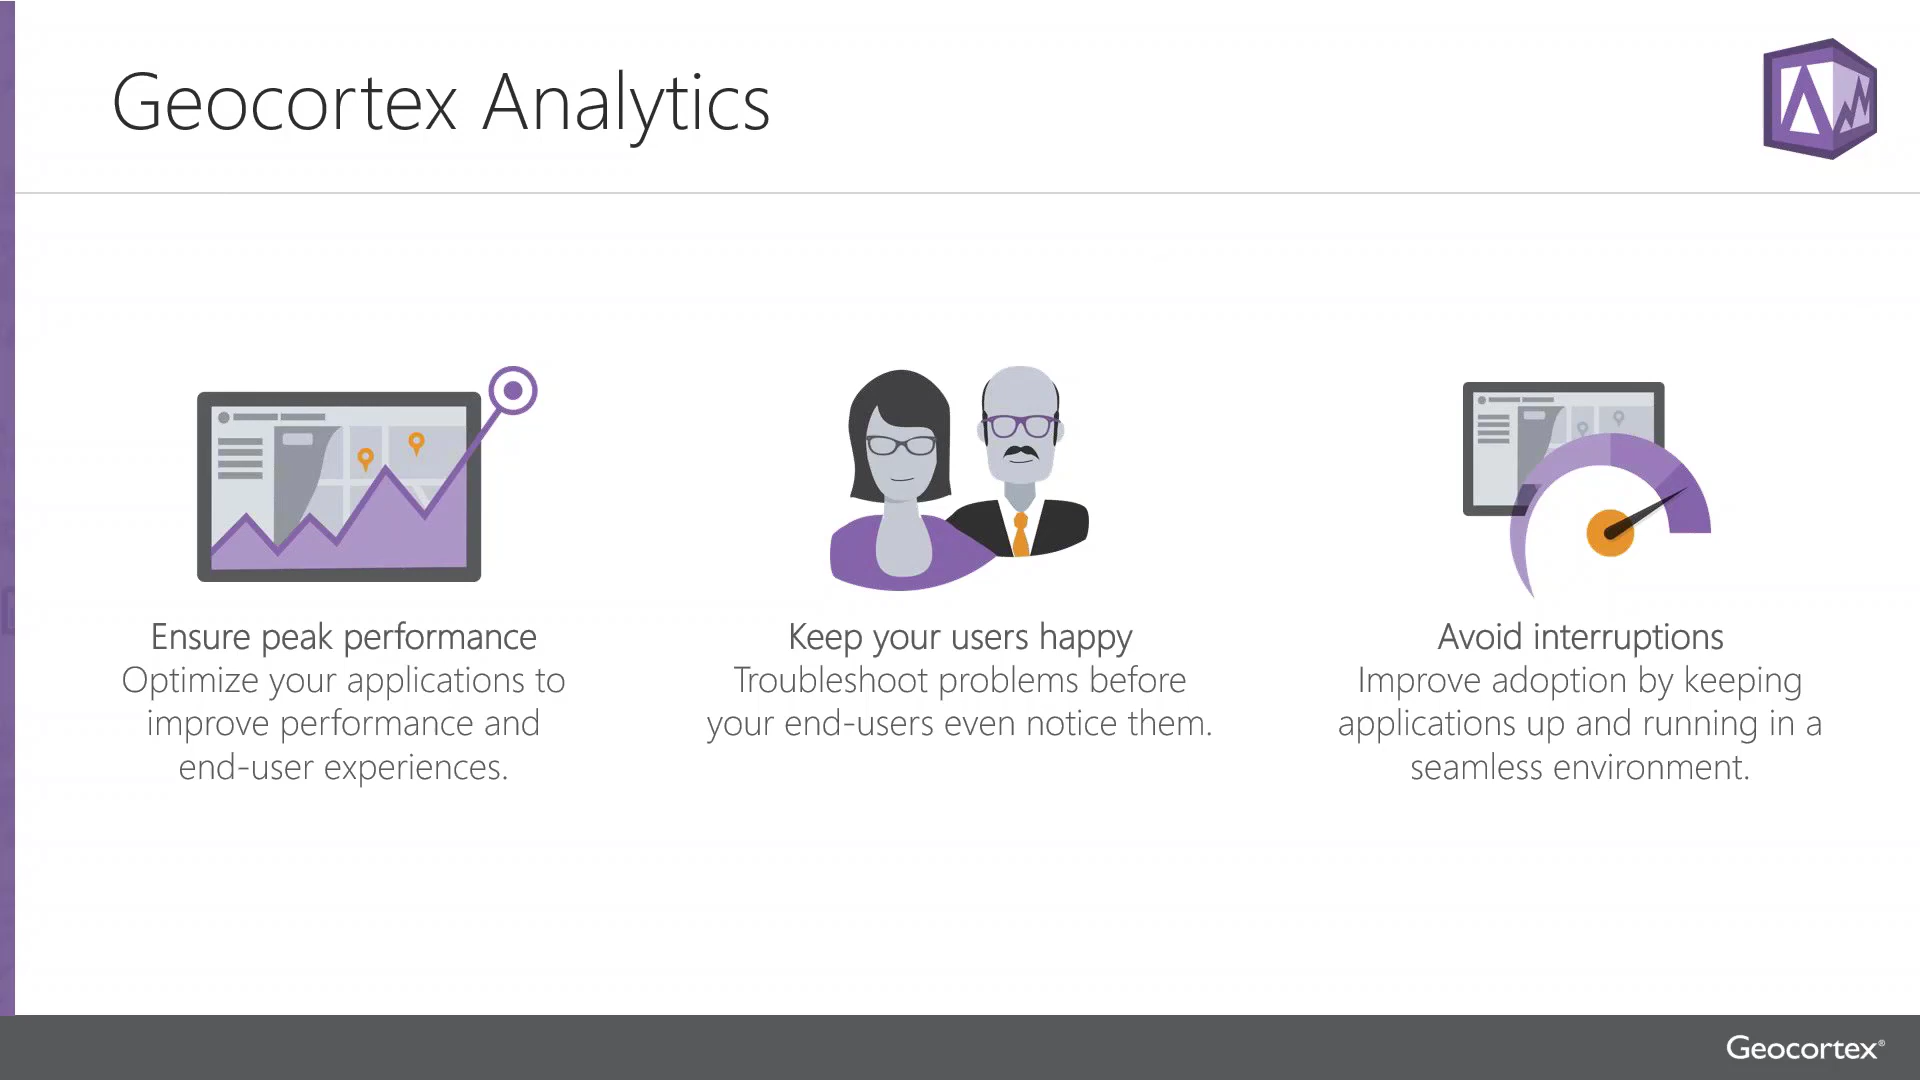 Geocortex Analytics
Ensure peak performance
Optimize your applications to
improve performance and
end-user experiences.
Keep your users happy
Troubleshoot problems before
your end-users even notice them.
Avoid interruptions
Improve adoption by keeping
applications up and running in a
seamless environment.
Geocortex®